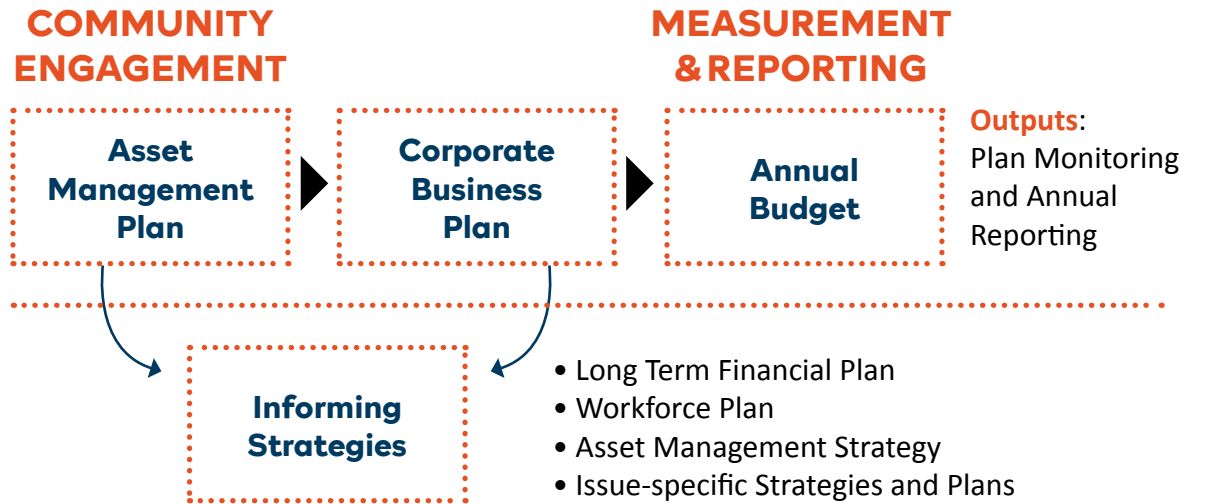 COMMUNITY
ENGAGEMENT
MEASUREMENT
& REPORTING
Asset
Management
Plan
Corporate
Business
Plan
Annual
Budget
Outputs:
Plan Monitoring
and Annual
Reporting
Informing
Strategies
• Long Term Financial Plan
• Workforce Plan
• Asset Management Strategy
• Issue-specific Strategies and Plans